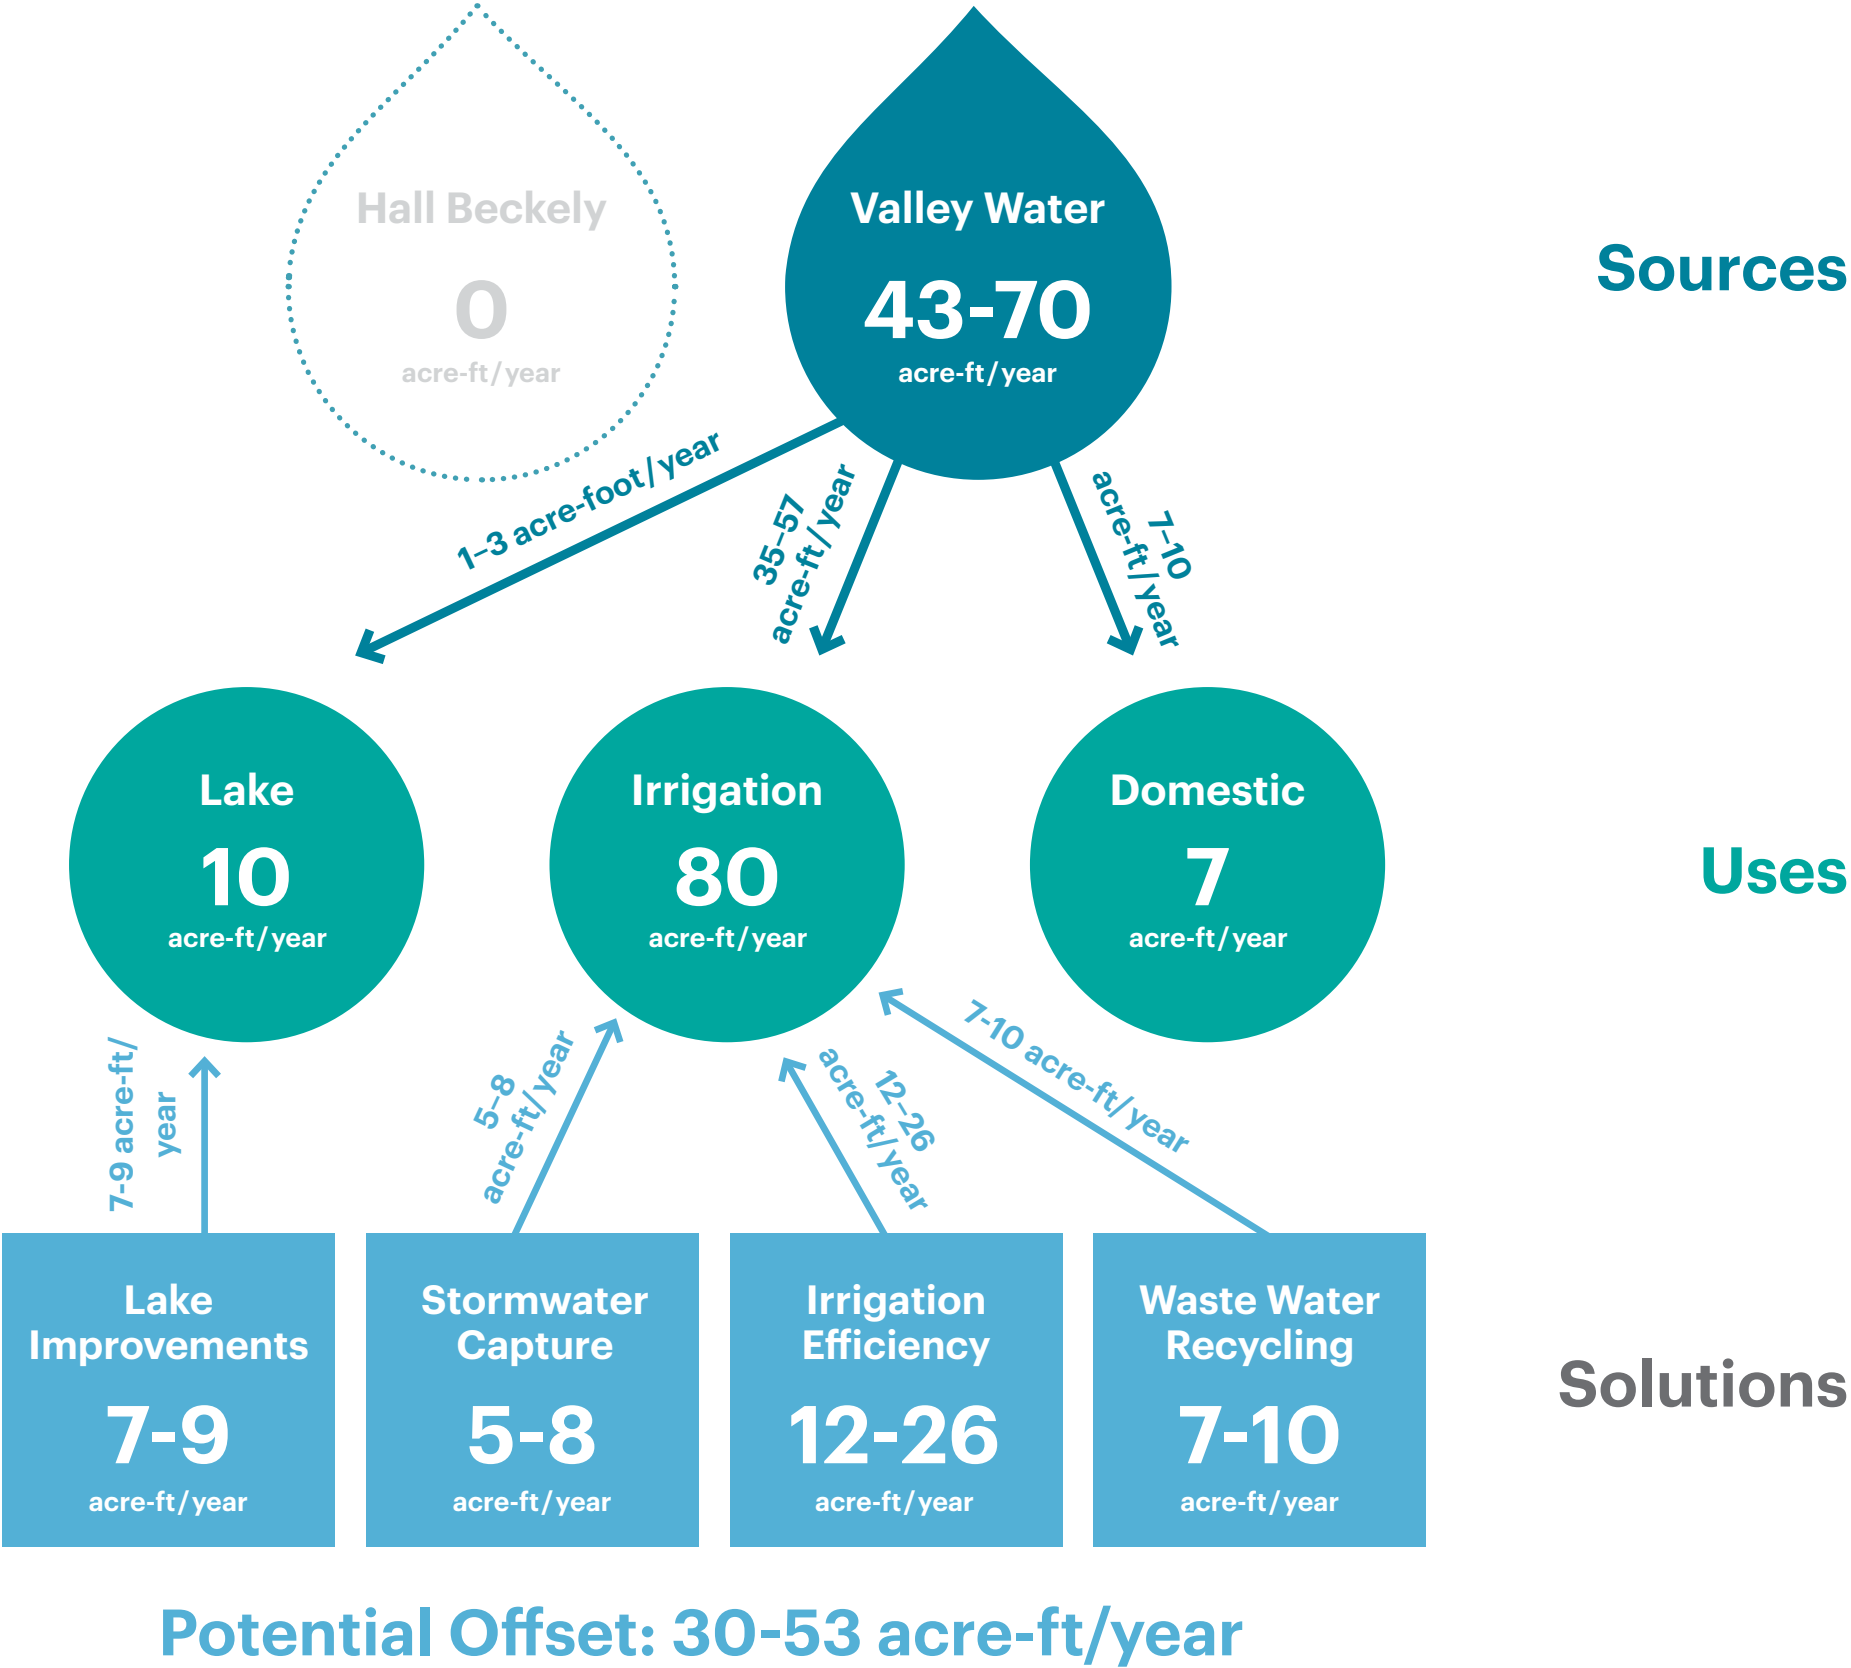 Hall Beckely
0
acre-ft/year
Valley Water
43-70
acre-ft/year
Sources
1–3 acre-foot/year
35–57
acre-ft/year
7–10
acre-ft/year
Lake
10
acre-ft/year
Irrigation
80
acre-ft/year
Domestic
7
acre-ft/year
Uses
7-9 acre-ft/
year
5–8
acre-ft/year
12–26
acre-ft/year
7-10 acre-ft/year
Lake
Improvements
7-9
acre-ft/year
Stormwater
Capture
5-8
acre-ft/year
Irrigation
Efficiency
12-26
acre-ft/year
Waste Water
Recycling
7-10
acre-ft/year
Solutions
Potential Offset: 30-53 acre-ft/year